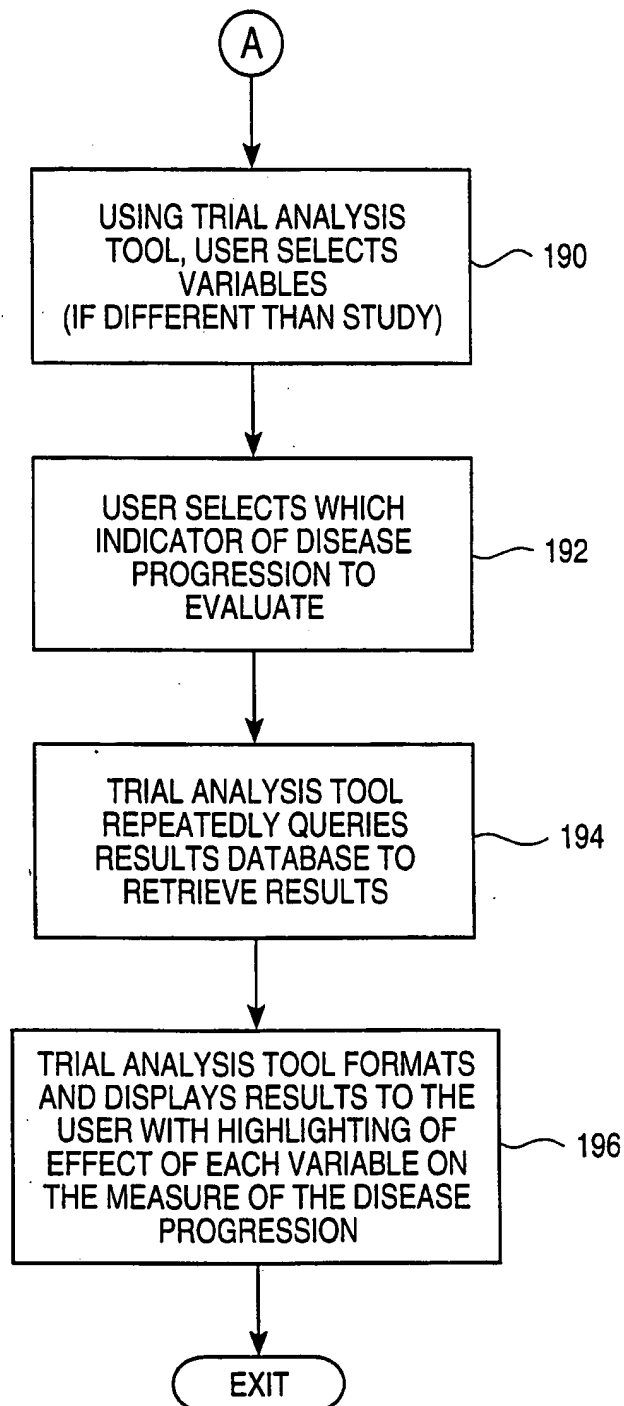 A
USING TRIAL ANALYSIS
TOOL, USER SELECTS
VARIABLES
(IF DIFFERENT THAN STUDY)
190
USER SELECTS WHICH
INDICATOR OF DISEASE
PROGRESSION TO
EVALUATE
192
TRIAL ANALYSIS TOOL
REPEATEDLY QUERIES
RESULTS DATABASE TO
RETRIEVE RESULTS
194
TRIAL ANALYSIS TOOL FORMATS
AND DISPLAYS RESULTS TO THE
USER WITH HIGHLIGHTING OF
EFFECT OF EACH VARIABLE ON
THE MEASURE OF THE DISEASE
PROGRESSION
196
EXIT